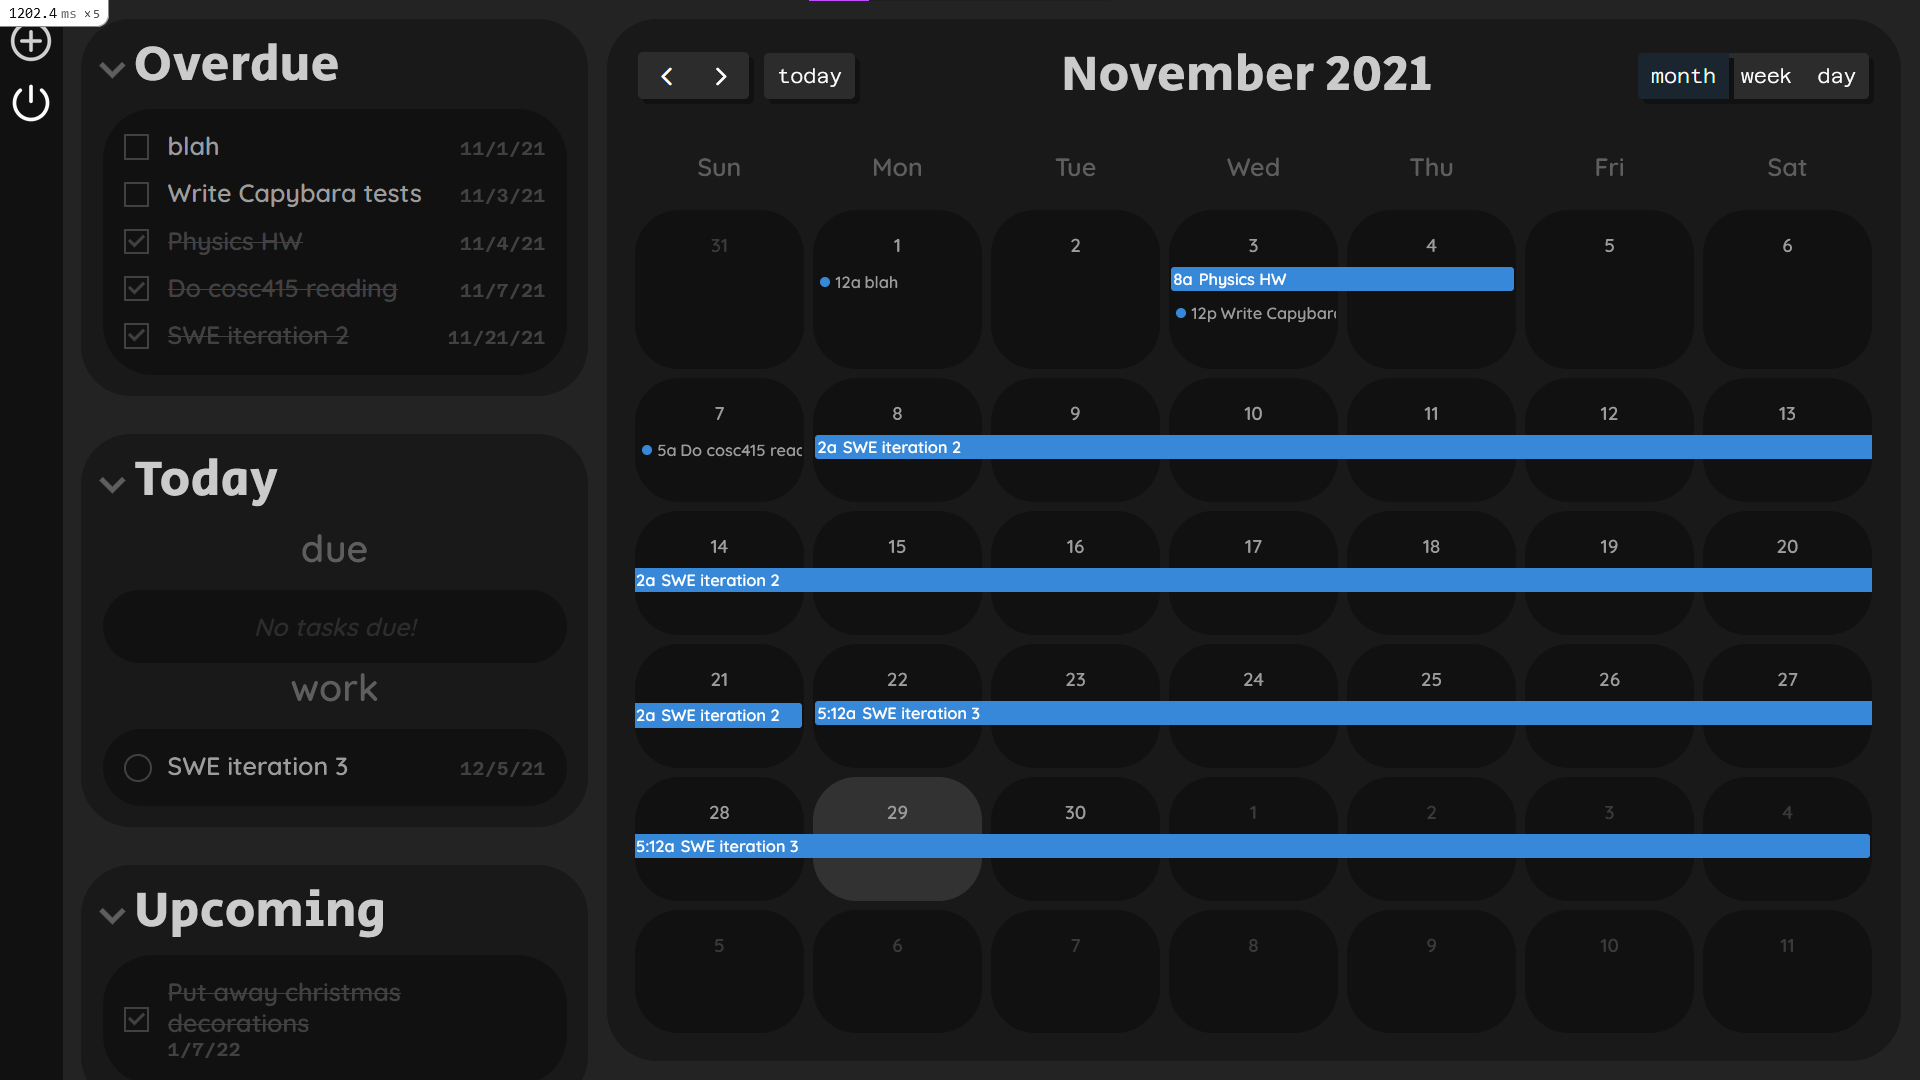 1202.4 ms ×5
Overdue
blah 11/1/21
Write Capybara tests 11/3/21
Physics HW 11/4/21
Do cosc415 reading 11/7/21
SWE iteration 2 11/21/21
Today
due
No tasks due!
work
SWE iteration 3 12/5/21
Upcoming
Put away christmas
decorations
1/7/22
today
November 2021
month week day
Sun Mon Tue Wed Thu Fri Sat
31 1 2 3 4 5 6
12a blah
8a Physics HW
12p Write Capybar
7 8 9 10 11 12 13
5a Do cosc415 reac
2a SWE iteration 2
14 15 16 17 18 19 20
2a SWE iteration 2
21 22 23 24 25 26 27
2a SWE iteration 2
5:12a SWE iteration 3
28 29 30 1 2 3 4
5:12a SWE iteration 3
5 6 7 8 9 10 11